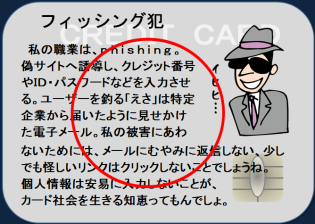 フィッシング犯
CREDIT CARD
私の職業は、phishing。
偽サイトへ誘導し、クレジット番号
やID・パスワードなどを入力させ
る。ユーザーを釣る「えさ」は特定
企業から届いたように見せかけ
た電子メール。私の被害にあわ
ないためには、メールにむやみに返信しない、少し
でも怪しいリンクはクリックしないことでしょうね。
個人情報は安易に入力しないことが、
カード社会を生きる知恵ってもんでしょ。
イヒヒ…